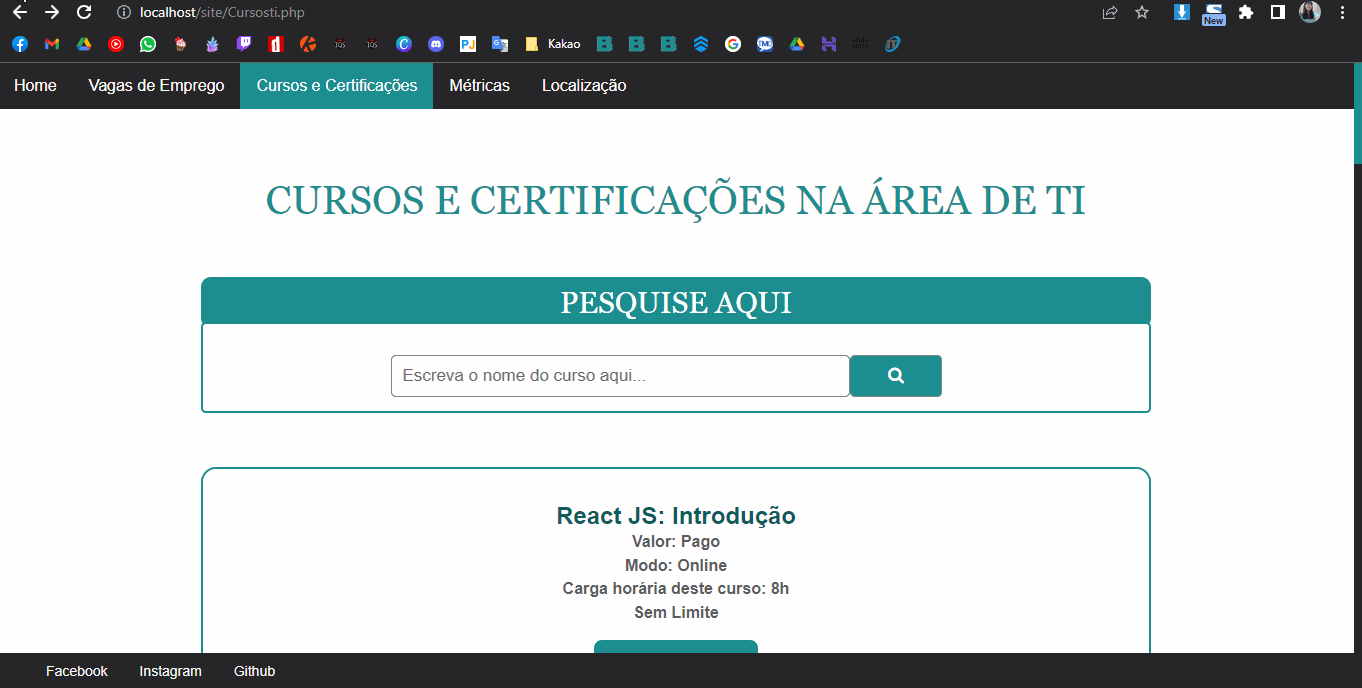 localhost/site/Cursosti.php
New
Kakao
Home Vagas de Emprego Cursos e Certificações Métricas Localização
CURSOS E CERTIFICAÇÕES NA ÁREA DE TI
PESQUISE AQUI
Escreva o nome do curso aqui...
React JS: Introdução
Valor: Pago
Modo: Online
Carga horária deste curso: 8h
Sem Limite
Facebook Instagram Github